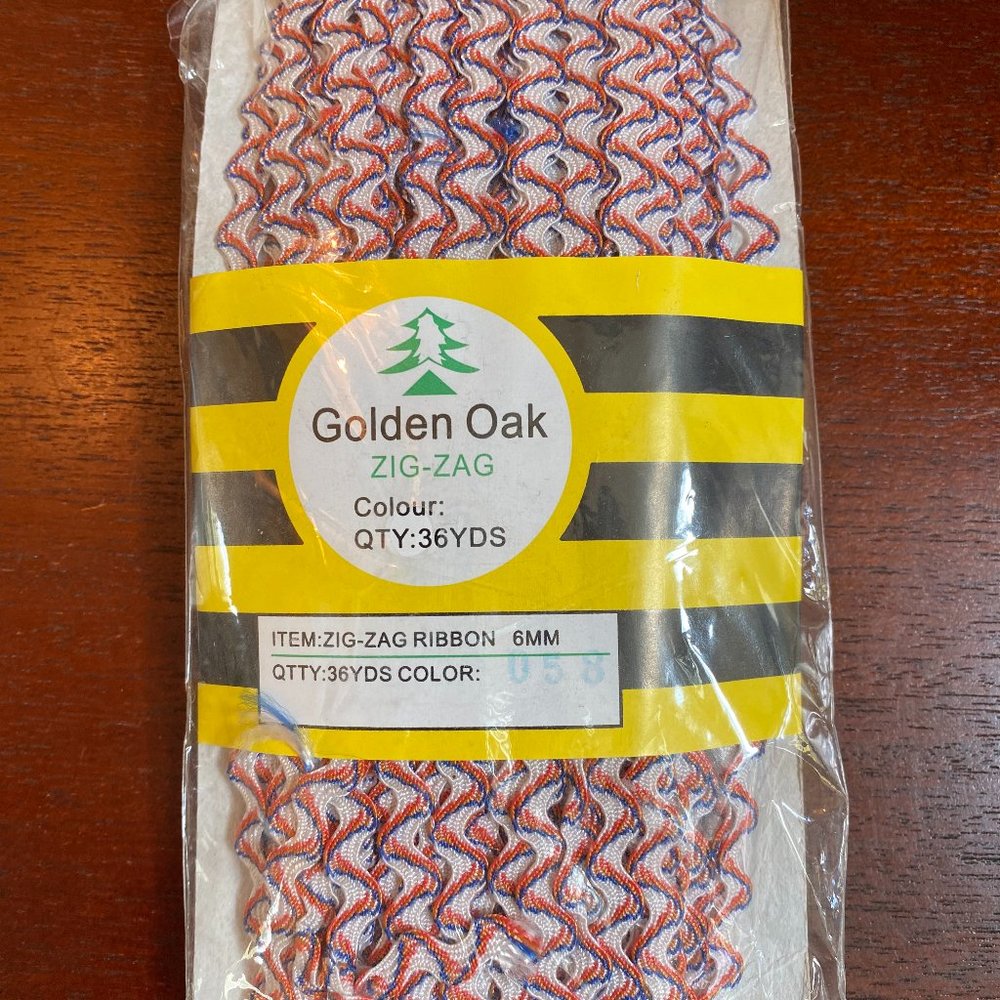 Golden Oak
ZIG-ZAG
Colour:
QTY:36YDS
ITEM:ZIG-ZAG RIBBON 6MM
QTTY:36YDS COLOR: 058